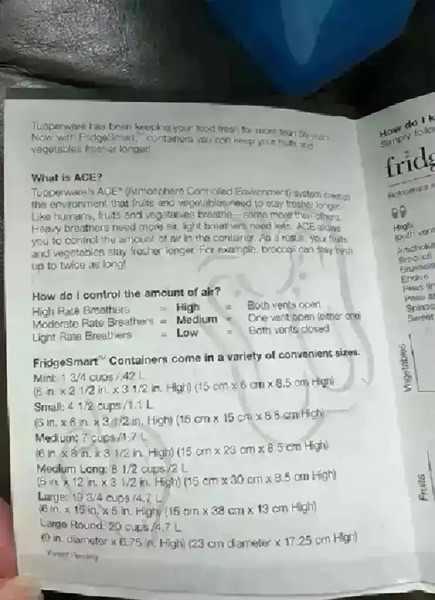 Tupperware has been keeping your food fresh for more than 50 years.
Now with FridgeSmart™ containers you can keep your fruits and
vegetables fresher longer!
What is ACE?
Tupperware's ACE* (Atmosphere Controlled Environment) system creates
the environment that fruits and vegetables need to stay fresher longer.
Like humans, fruits and vegetables breathe... some more than others.
Heavy breathers need more air, light breathers need less. ACE allows
you to control the amount of air in the container. As a result, your fruits
and vegetables stay fresher longer. For example, broccoli can stay fresh
up to twice as long!
How do I control the amount of air?
High Rate Breathers = High = Both vents open
Moderate Rate Breathers = Medium = One vent open (either one)
Light Rate Breathers = Low = Both vents closed
FridgeSmart™ Containers come in a variety of convenient sizes.
Mini: 1 3/4 cups/.42 L
(6 in. x 2 1/2 in. x 3 1/2 in. High) (15 cm x 6 cm x 8.5 cm High)
Small: 4 1/2 cups/1.1 L
(6 in. x 6 in. x 3 1/2 in. High) (15 cm x 15 cm x 8.5 cm High)
Medium: 7 cups/1.7 L
(6 in. x 9 in. x 3 1/2 in. High) (15 cm x 23 cm x 8.5 cm High)
Medium Long: 8 1/2 cups/2 L
(5 in. x 12 in. x 3 1/2 in. High) (15 cm x 30 cm x 8.5 cm High)
Large: 19 3/4 cups/4.7 L
(6 in. x 15 in. x 5 in. High) (15 cm x 38 cm x 13 cm High)
Large Round: 20 cups/4.7 L
(9 in. diameter x 6.75 in. High) (23 cm diameter x 17.25 cm High)
*Patent Pending
How do I k
Simply follo
fridg
High
(both vent
Artichoke
Broccoli
Endive
Peas (in
Spinac
Sweet
Vegetables
Fruits